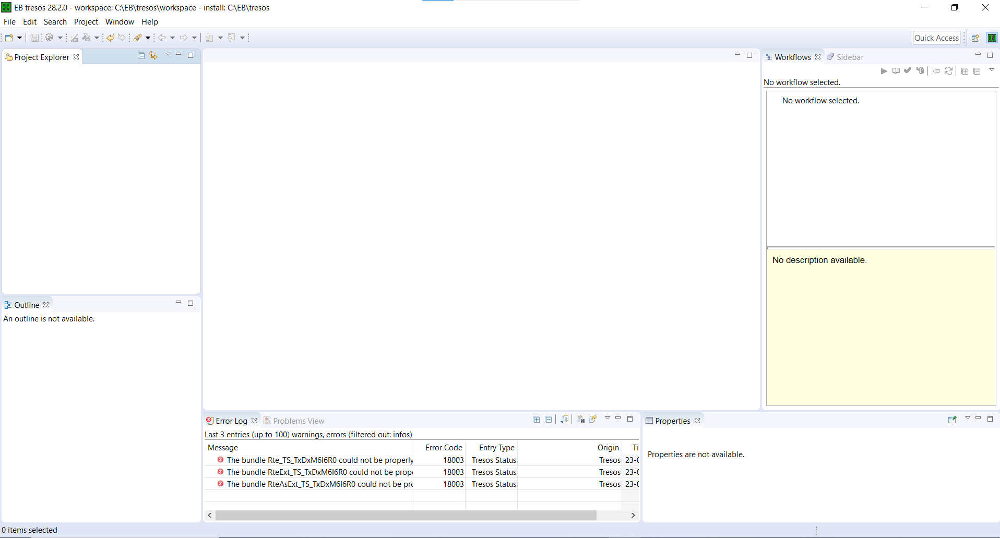 EB tresos 28.2.0 - workspace: C:\EB\tresos\workspace - install: C:\EB\tresos
File Edit Search Project Window Help
Quick Access
Project Explorer
Workflows Sidebar
No workflow selected.
No workflow selected.
No description available.
Outline
An outline is not available.
Error Log Problems View
Last 3 entries (up to 100) warnings, errors (filtered out: infos)
Message Error Code Entry Type Origin Ti
The bundle Rte_TS_TxDxM6I6R0 could not be properly 18003 Tresos Status Tresos 23-0
The bundle RteExt_TS_TxDxM6I6R0 could not be prope 18003 Tresos Status Tresos 23-0
The bundle RteAsExt_TS_TxDxM6I6R0 could not be pro 18003 Tresos Status Tresos 23-0
Properties
Properties are not available.
0 items selected